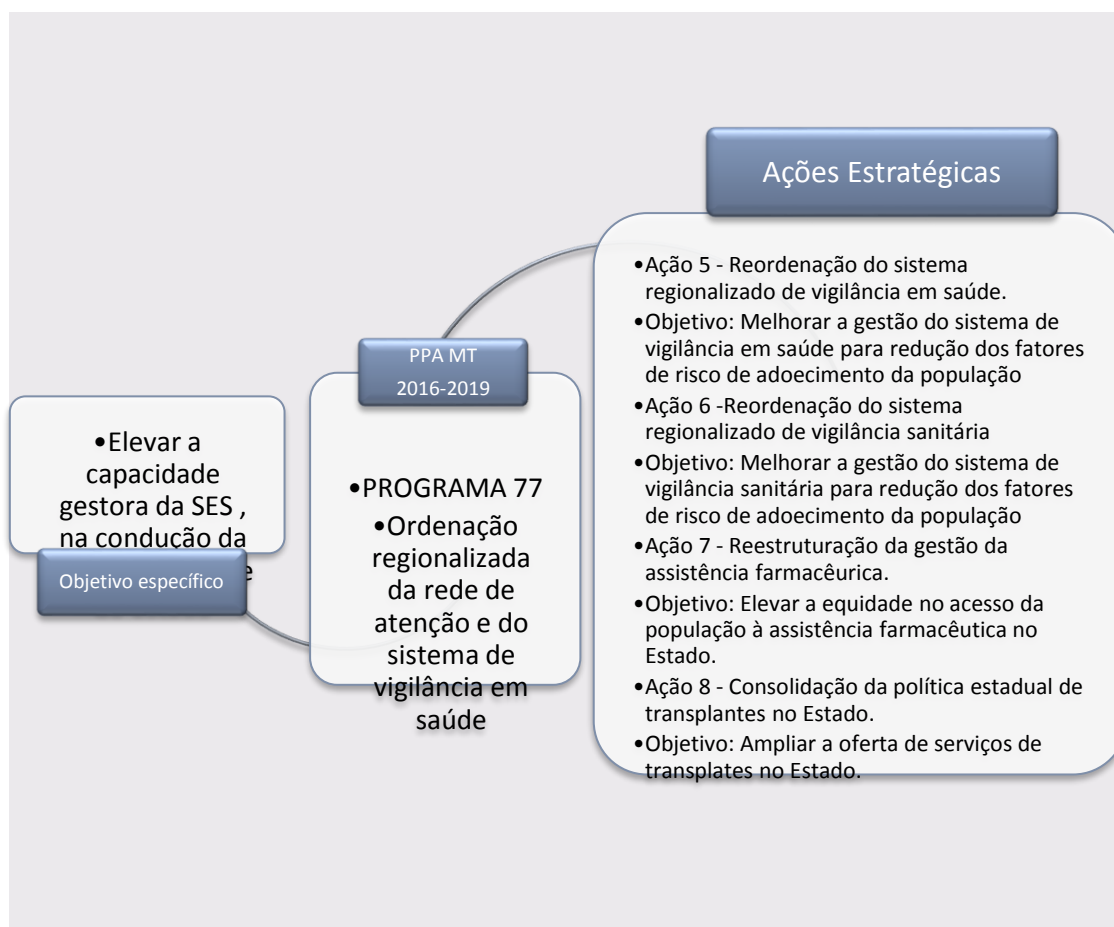 •Elevar a
capacidade
gestora da SES ,
na condução da
e
Objetivo específico
PPA MT
2016-2019
•PROGRAMA 77
•Ordenação
regionalizada
da rede de
atenção e do
sistema de
vigilância em
saúde
Ações Estratégicas
•Ação 5 - Reordenação do sistema
regionalizado de vigilância em saúde.
•Objetivo: Melhorar a gestão do sistema de
vigilância em saúde para redução dos fatores
de risco de adoecimento da população
•Ação 6 -Reordenação do sistema
regionalizado de vigilância sanitária
•Objetivo: Melhorar a gestão do sistema de
vigilância sanitária para redução dos fatores
de risco de adoecimento da população
•Ação 7 - Reestruturação da gestão da
assistência farmacêurica.
•Objetivo: Elevar a equidade no acesso da
população à assistência farmacêutica no
Estado.
•Ação 8 - Consolidação da política estadual de
transplantes no Estado.
•Objetivo: Ampliar a oferta de serviços de
transplates no Estado.